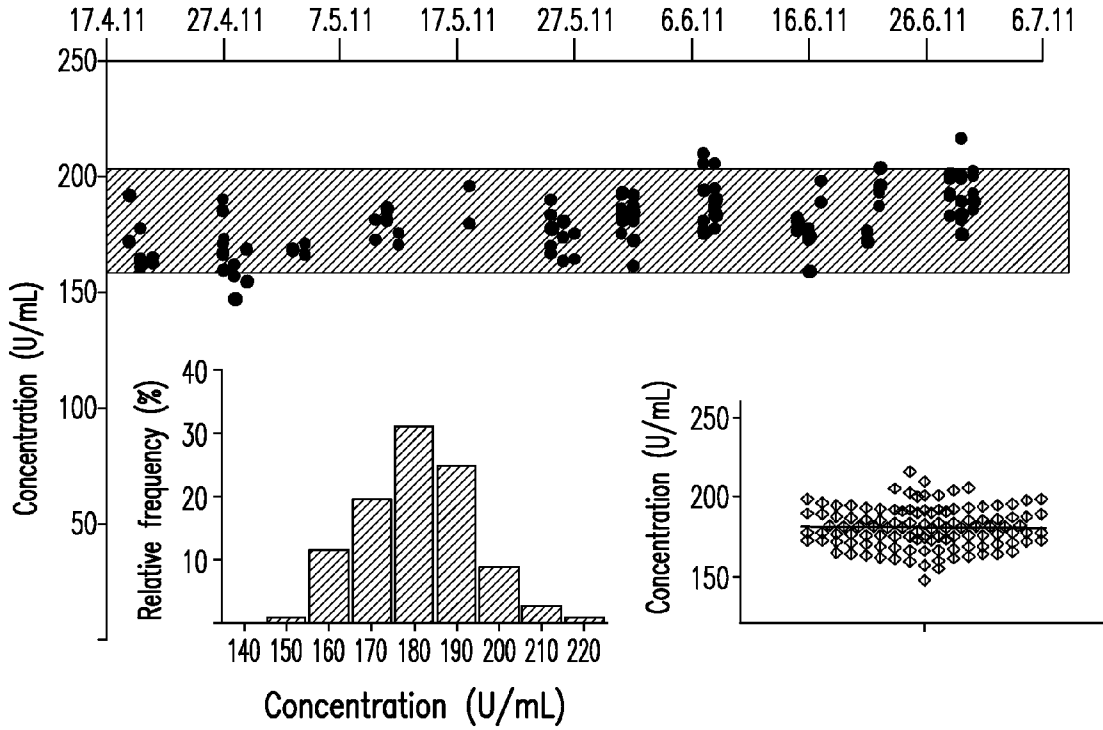 17.4.11 27.4.11 7.5.11 17.5.11 27.5.11 6.6.11 16.6.11 26.6.11 6.7.11
250
200
150
100
50
Concentration (U/mL)
40
30
20
10
Relative frequency (%)
140 150 160 170 180 190 200 210 220
Concentration (U/mL)
250
200
150
Concentration (U/mL)